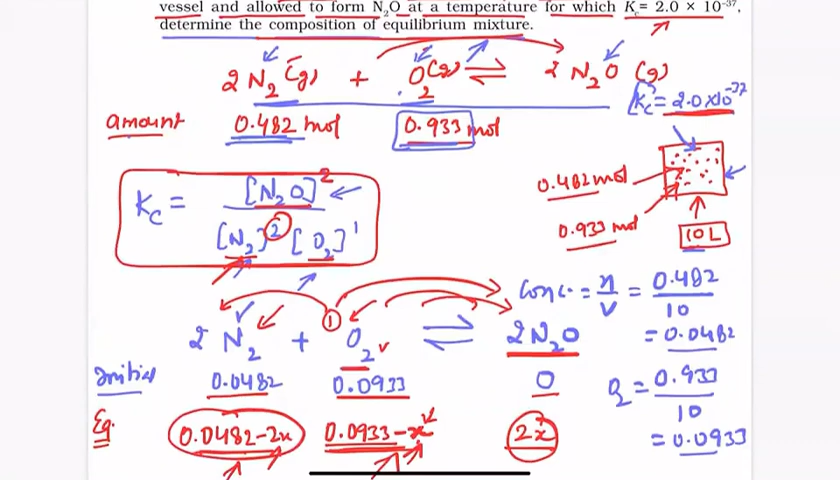 vessel and allowed to form N₂O at a temperature for which K꜀= 2.0 × 10⁻³⁷,
determine the composition of equilibrium mixture.
2 N₂ (g) + O₂ (g) ⇌ 2 N₂O (g)
Kc = 2.0 × 10⁻³⁷
amount 0.482 mol 0.933 mol
0.482 mol
0.933 mol
10 L
Kc = [N₂O]² / [N₂]² [O₂]¹
Conc. = n/V = 0.482/10
= 0.0482
①
2 N₂ + O₂ ⇌ 2N₂O
Initial 0.0482 0.0933 0
= 0.933/10
= 0.0933
Eq. 0.0482-2x 0.0933-x 2x